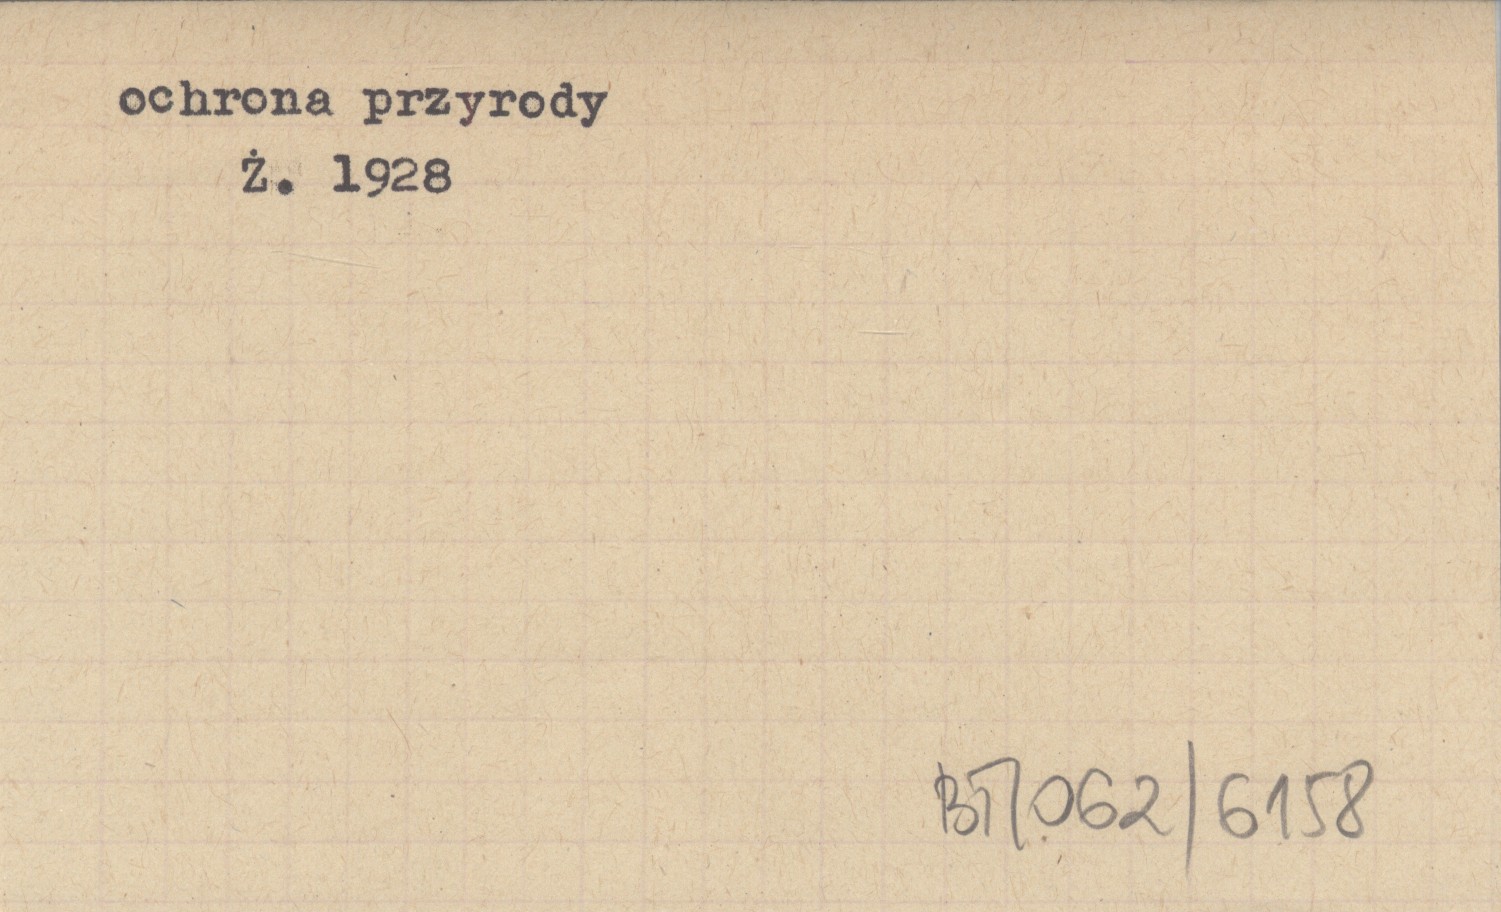 ochrona przyrody
Ż. 1928
BT/062/6158